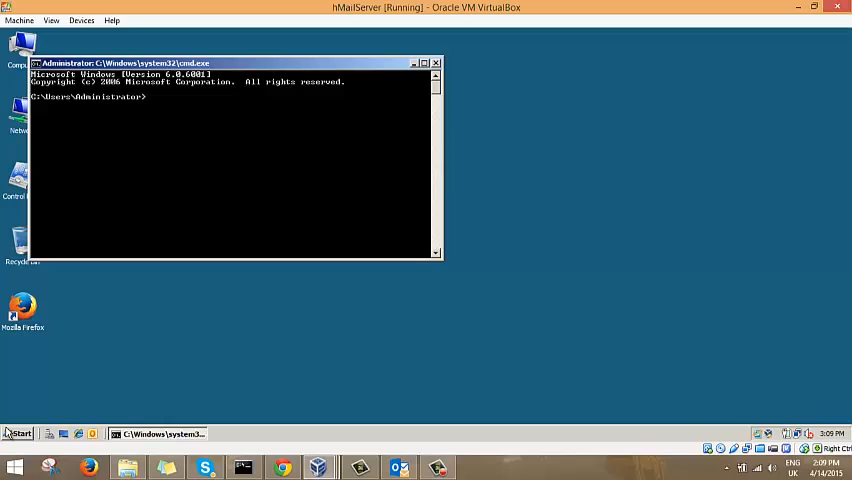 hMailServer [Running] - Oracle VM VirtualBox
Machine View Devices Help
Administrator: C:\Windows\system32\cmd.exe
Microsoft Windows [Version 6.0.6001]
Copyright (c) 2006 Microsoft Corporation. All rights reserved.
C:\Users\Administrator>
Mozilla Firefox
Start
C:\Windows\system3...
3:09 PM
Right Ctrl
ENG
UK
2:09 PM
4/14/2015